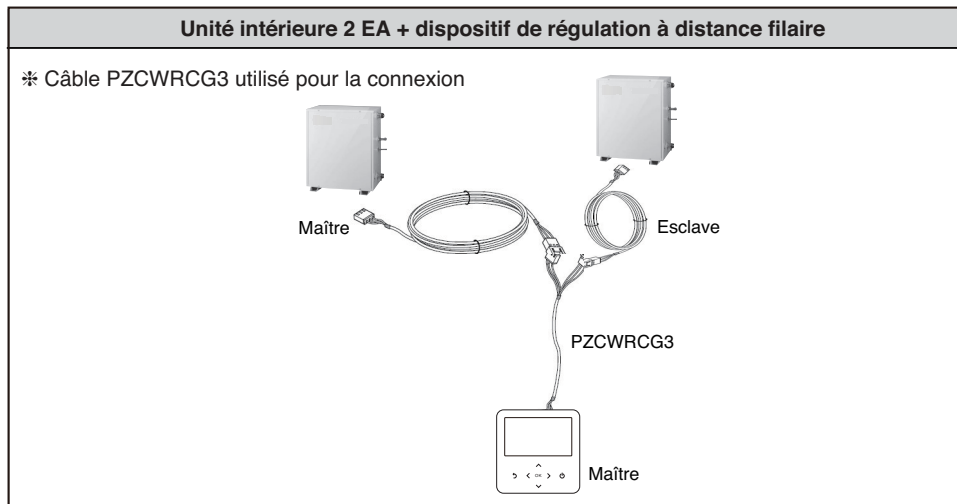 Unité intérieure 2 EA + dispositif de régulation à distance filaire
❉ Câble PZCWRCG3 utilisé pour la connexion
Maître
Esclave
PZCWRCG3
OK
Maître